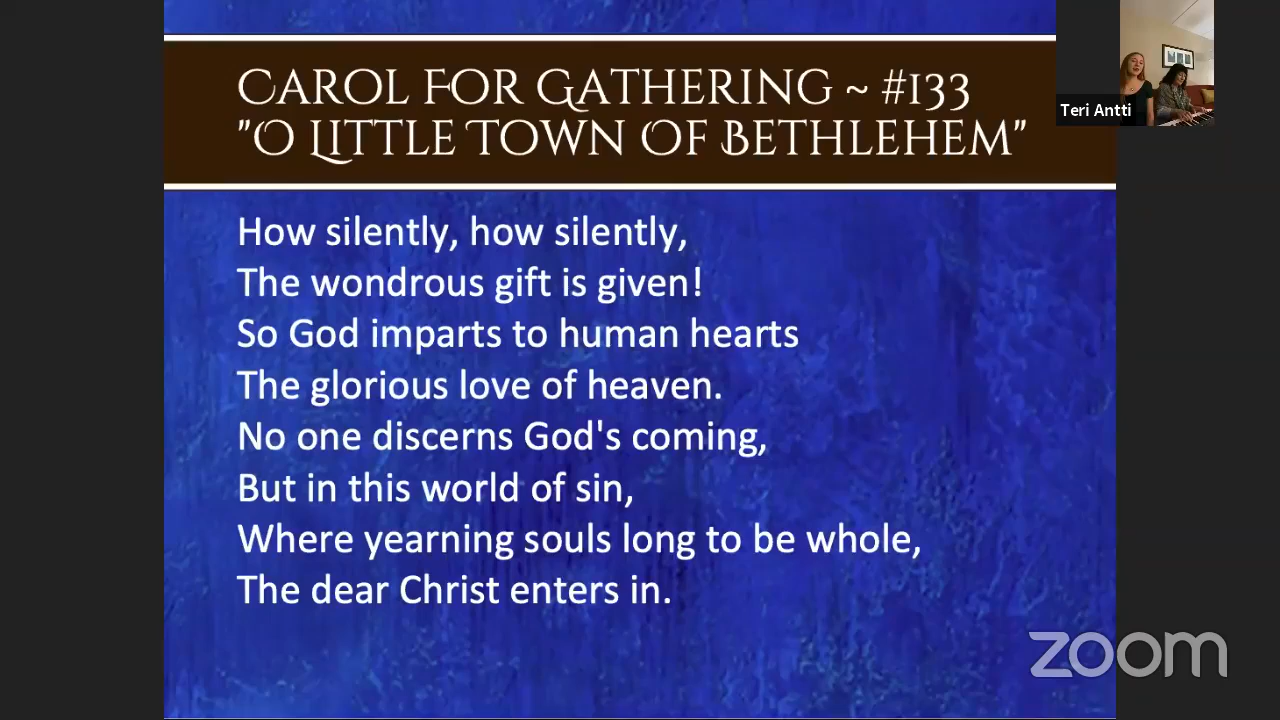 Carol For Gathering ~ #133
"O Little Town Of Bethlehem"
Teri Antti
How silently, how silently,
The wondrous gift is given!
So God imparts to human hearts
The glorious love of heaven.
No one discerns God's coming,
But in this world of sin,
Where yearning souls long to be whole,
The dear Christ enters in.
zoom